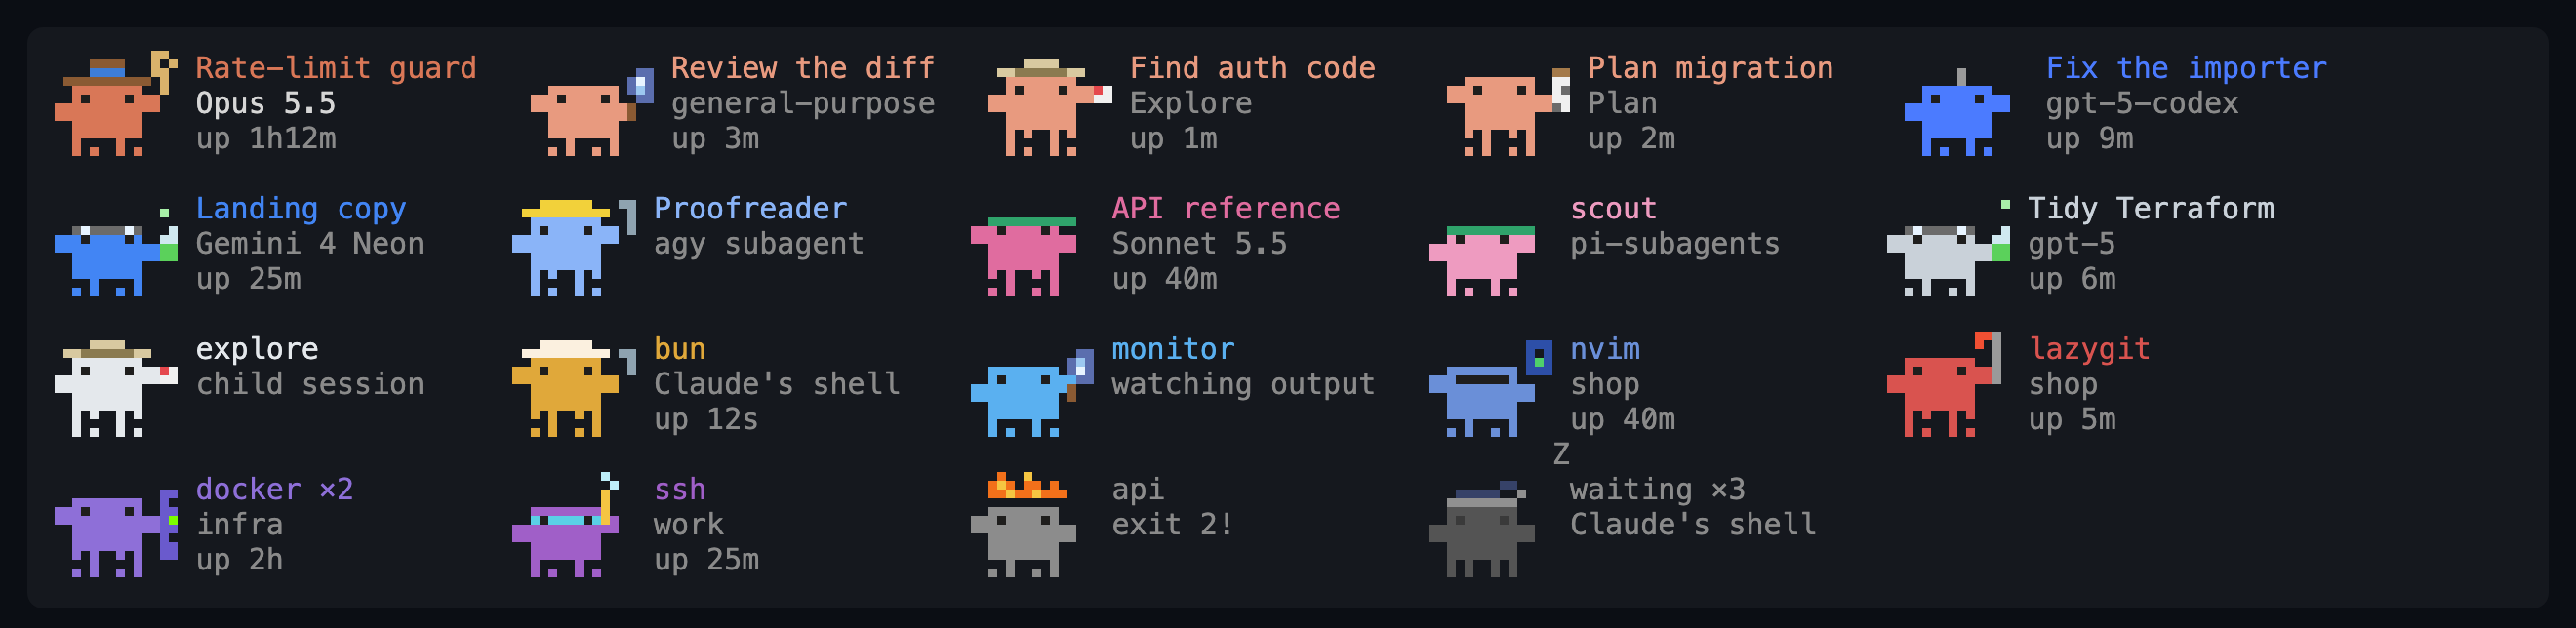 Rate-limit guard
Opus 5.5
up 1h12m
Review the diff
general-purpose
up 3m
Find auth code
Explore
up 1m
Plan migration
Plan
up 2m
Fix the importer
gpt-5-codex
up 9m
Landing copy
Gemini 4 Neon
up 25m
Proofreader
agy subagent
API reference
Sonnet 5.5
up 40m
scout
pi-subagents
Tidy Terraform
gpt-5
up 6m
explore
child session
bun
Claude's shell
up 12s
monitor
watching output
nvim
shop
up 40m
lazygit
shop
up 5m
docker ×2
infra
up 2h
ssh
work
up 25m
api
exit 2!
Z
waiting ×3
Claude's shell